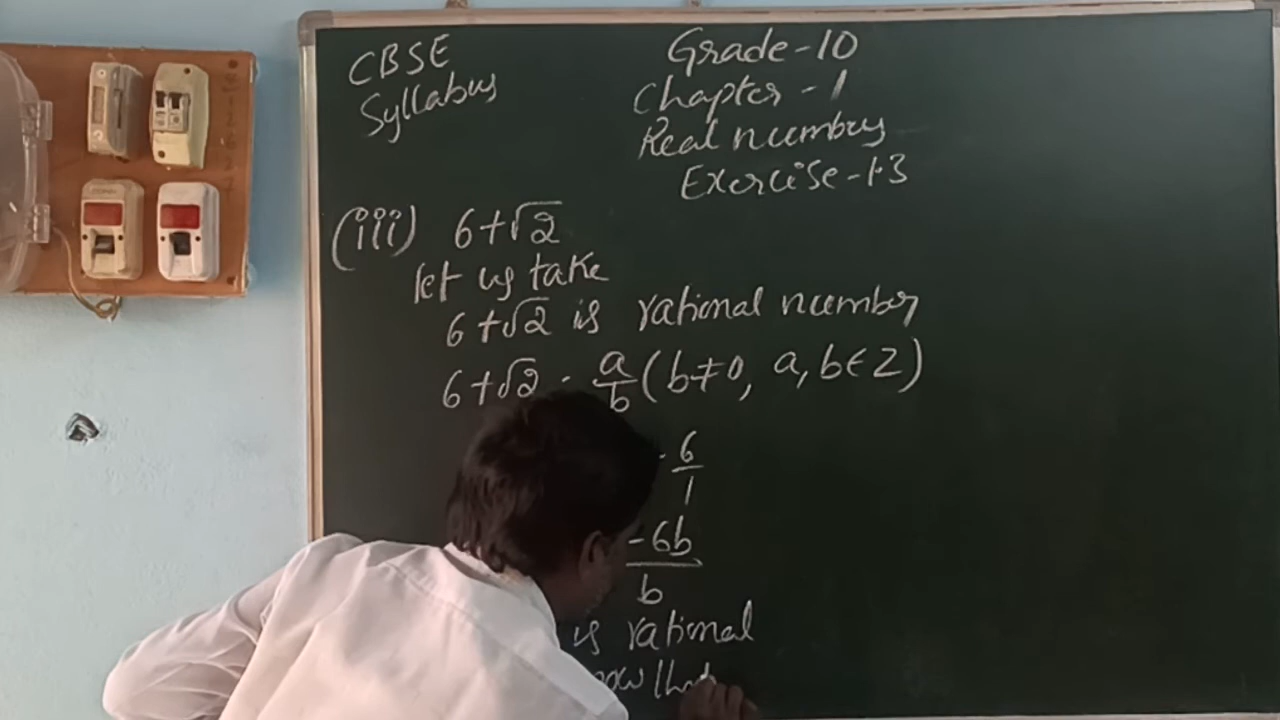 CBSE
Syllabus
Grade-10
Chapter-1
Real numbers
Exercise-1.3
(iii) 6+√2
let us take
6+√2 is rational number
6+√2 = a/b (b≠0, a, b∈Z)
- 6/1
-6b
b
is rational
that